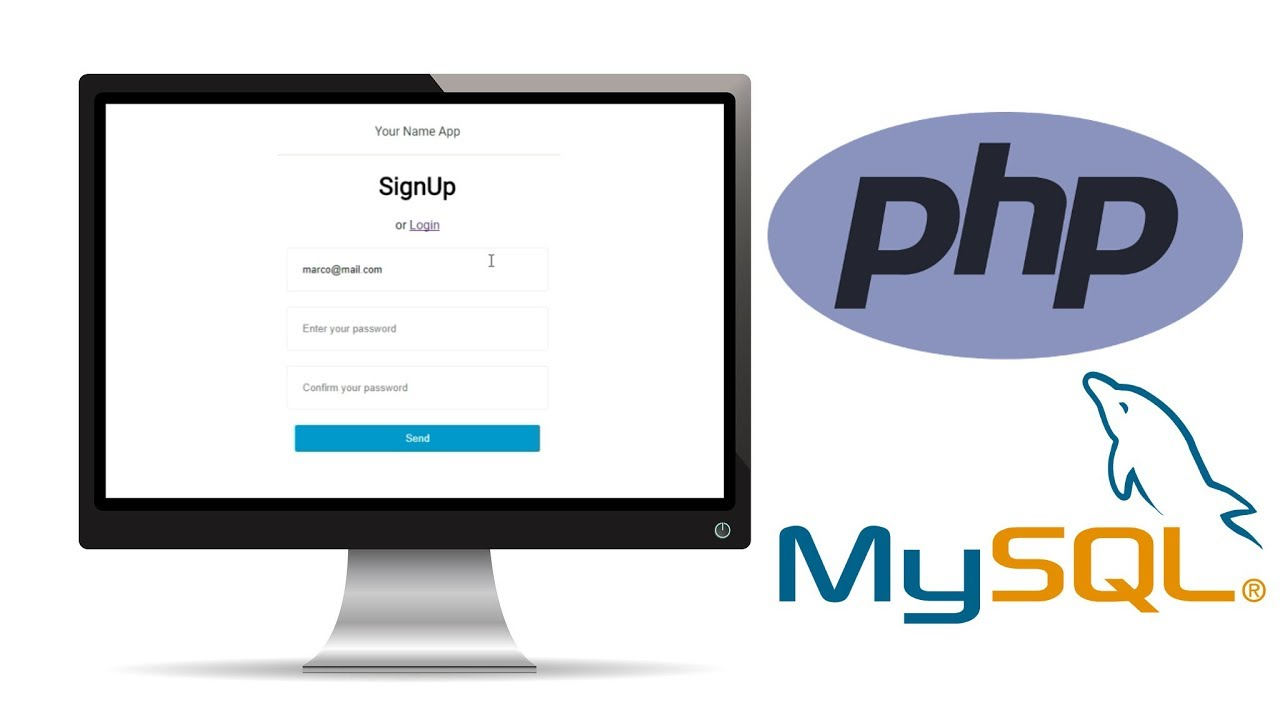 Your Name App
SignUp
or Login
marco@mail.com
Enter your password
Confirm your password
Send
php
MySQL®